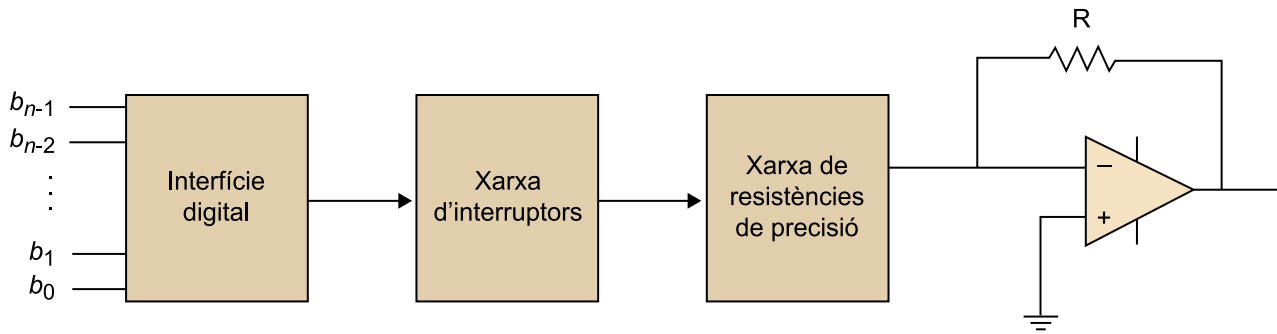 b_{n-1}
b_{n-2}
⋮
b_1
b_0
Interfície
digital
Xarxa
d'interruptors
Xarxa de
resistències
de precisió
R
−
+